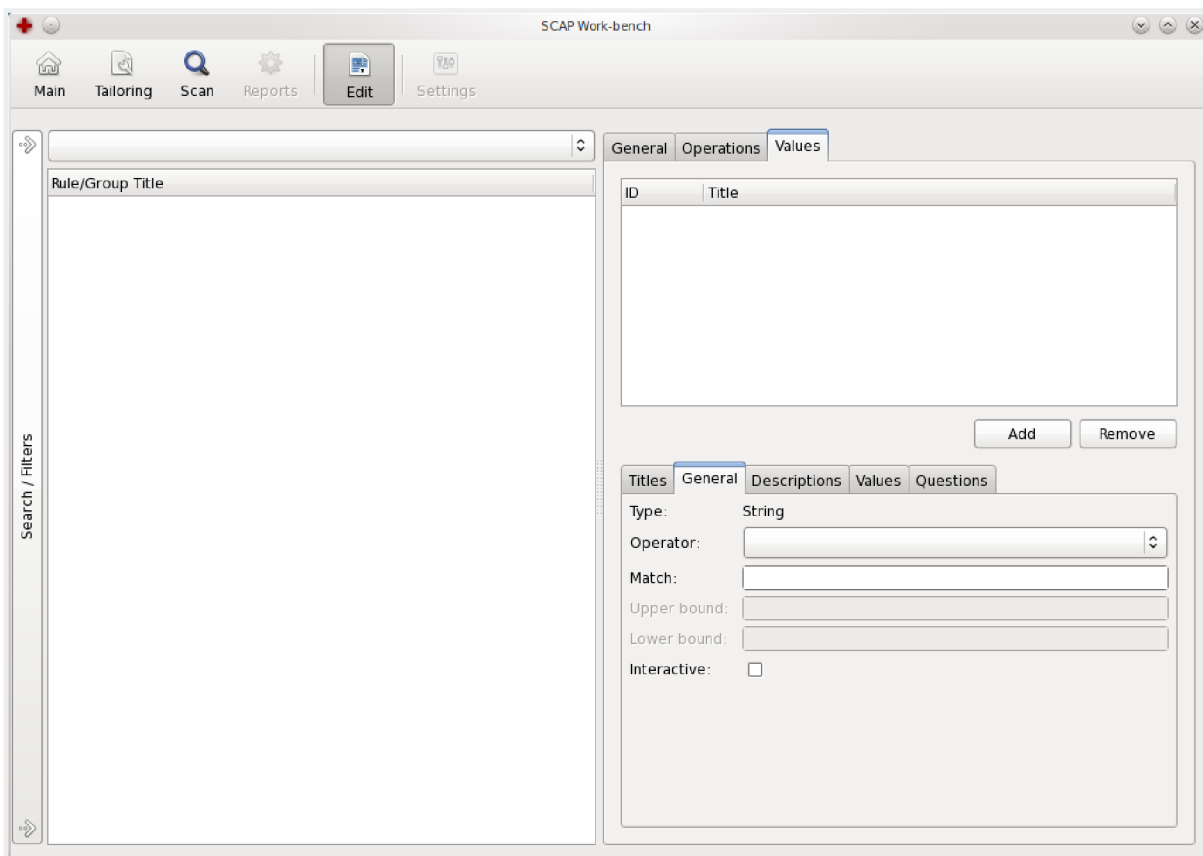 SCAP Work-bench
Main Tailoring Scan Reports Edit Settings
General Operations Values
Rule/Group Title
ID Title
Add Remove
Search / Filters
Titles General Descriptions Values Questions
Type: String
Operator:
Match:
Upper bound:
Lower bound:
Interactive: